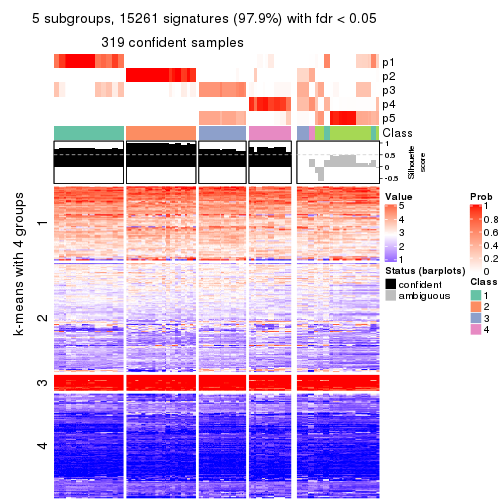 5 subgroups, 15261 signatures (97.9%) with fdr < 0.05
319 confident samples
p1
p2
p3
p4
p5
Class
1
0.5
0
-0.5
Silhouette
score
k-means with 4 groups
1
2
3
4
Value
5
4
3
2
1
Status (barplots)
confident
ambiguous
Prob
1
0.8
0.6
0.4
0.2
0
Class
1
2
3
4